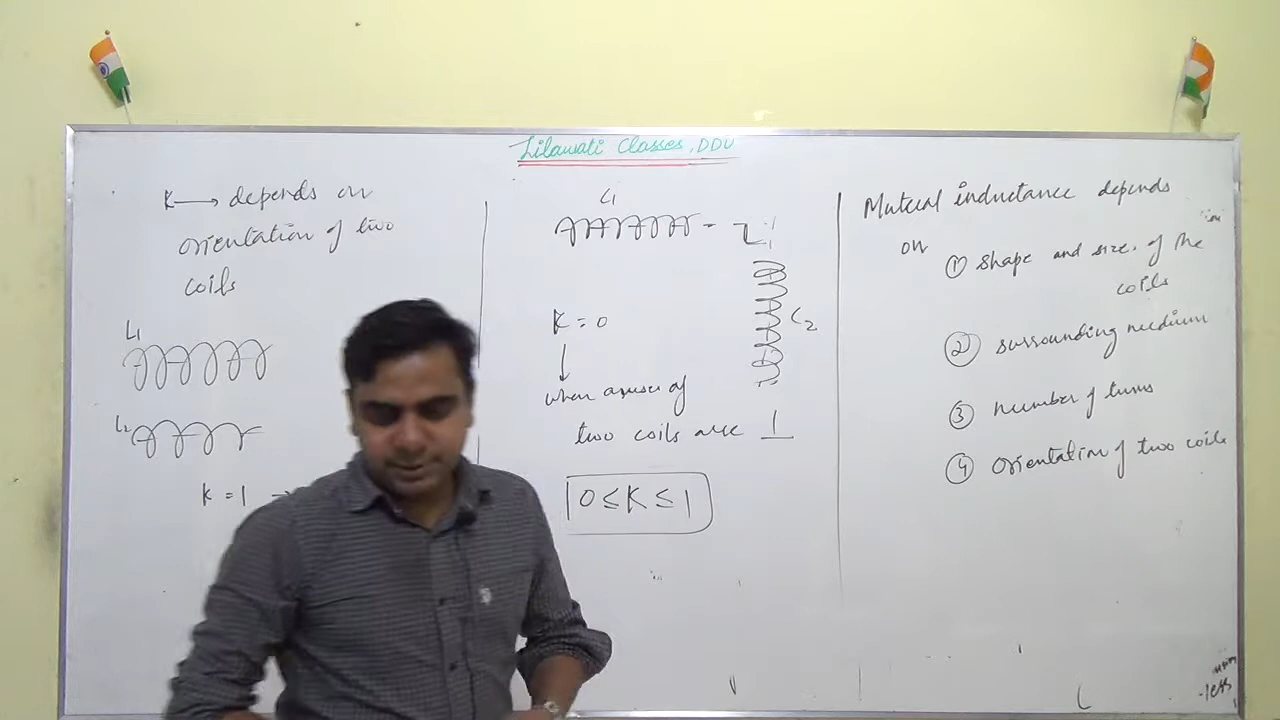 Lilawati Classes, DDU
K → depends on
orientation of two
coils
L1
L2
K = 1 →
L1
L2
K = 0
↓
when axises of
two coils are ⊥
0 ≤ K ≤ 1
Mutual inductance depends
on
① shape and size of the
coils
② surrounding medium
③ number of turns
④ orientation of two coils